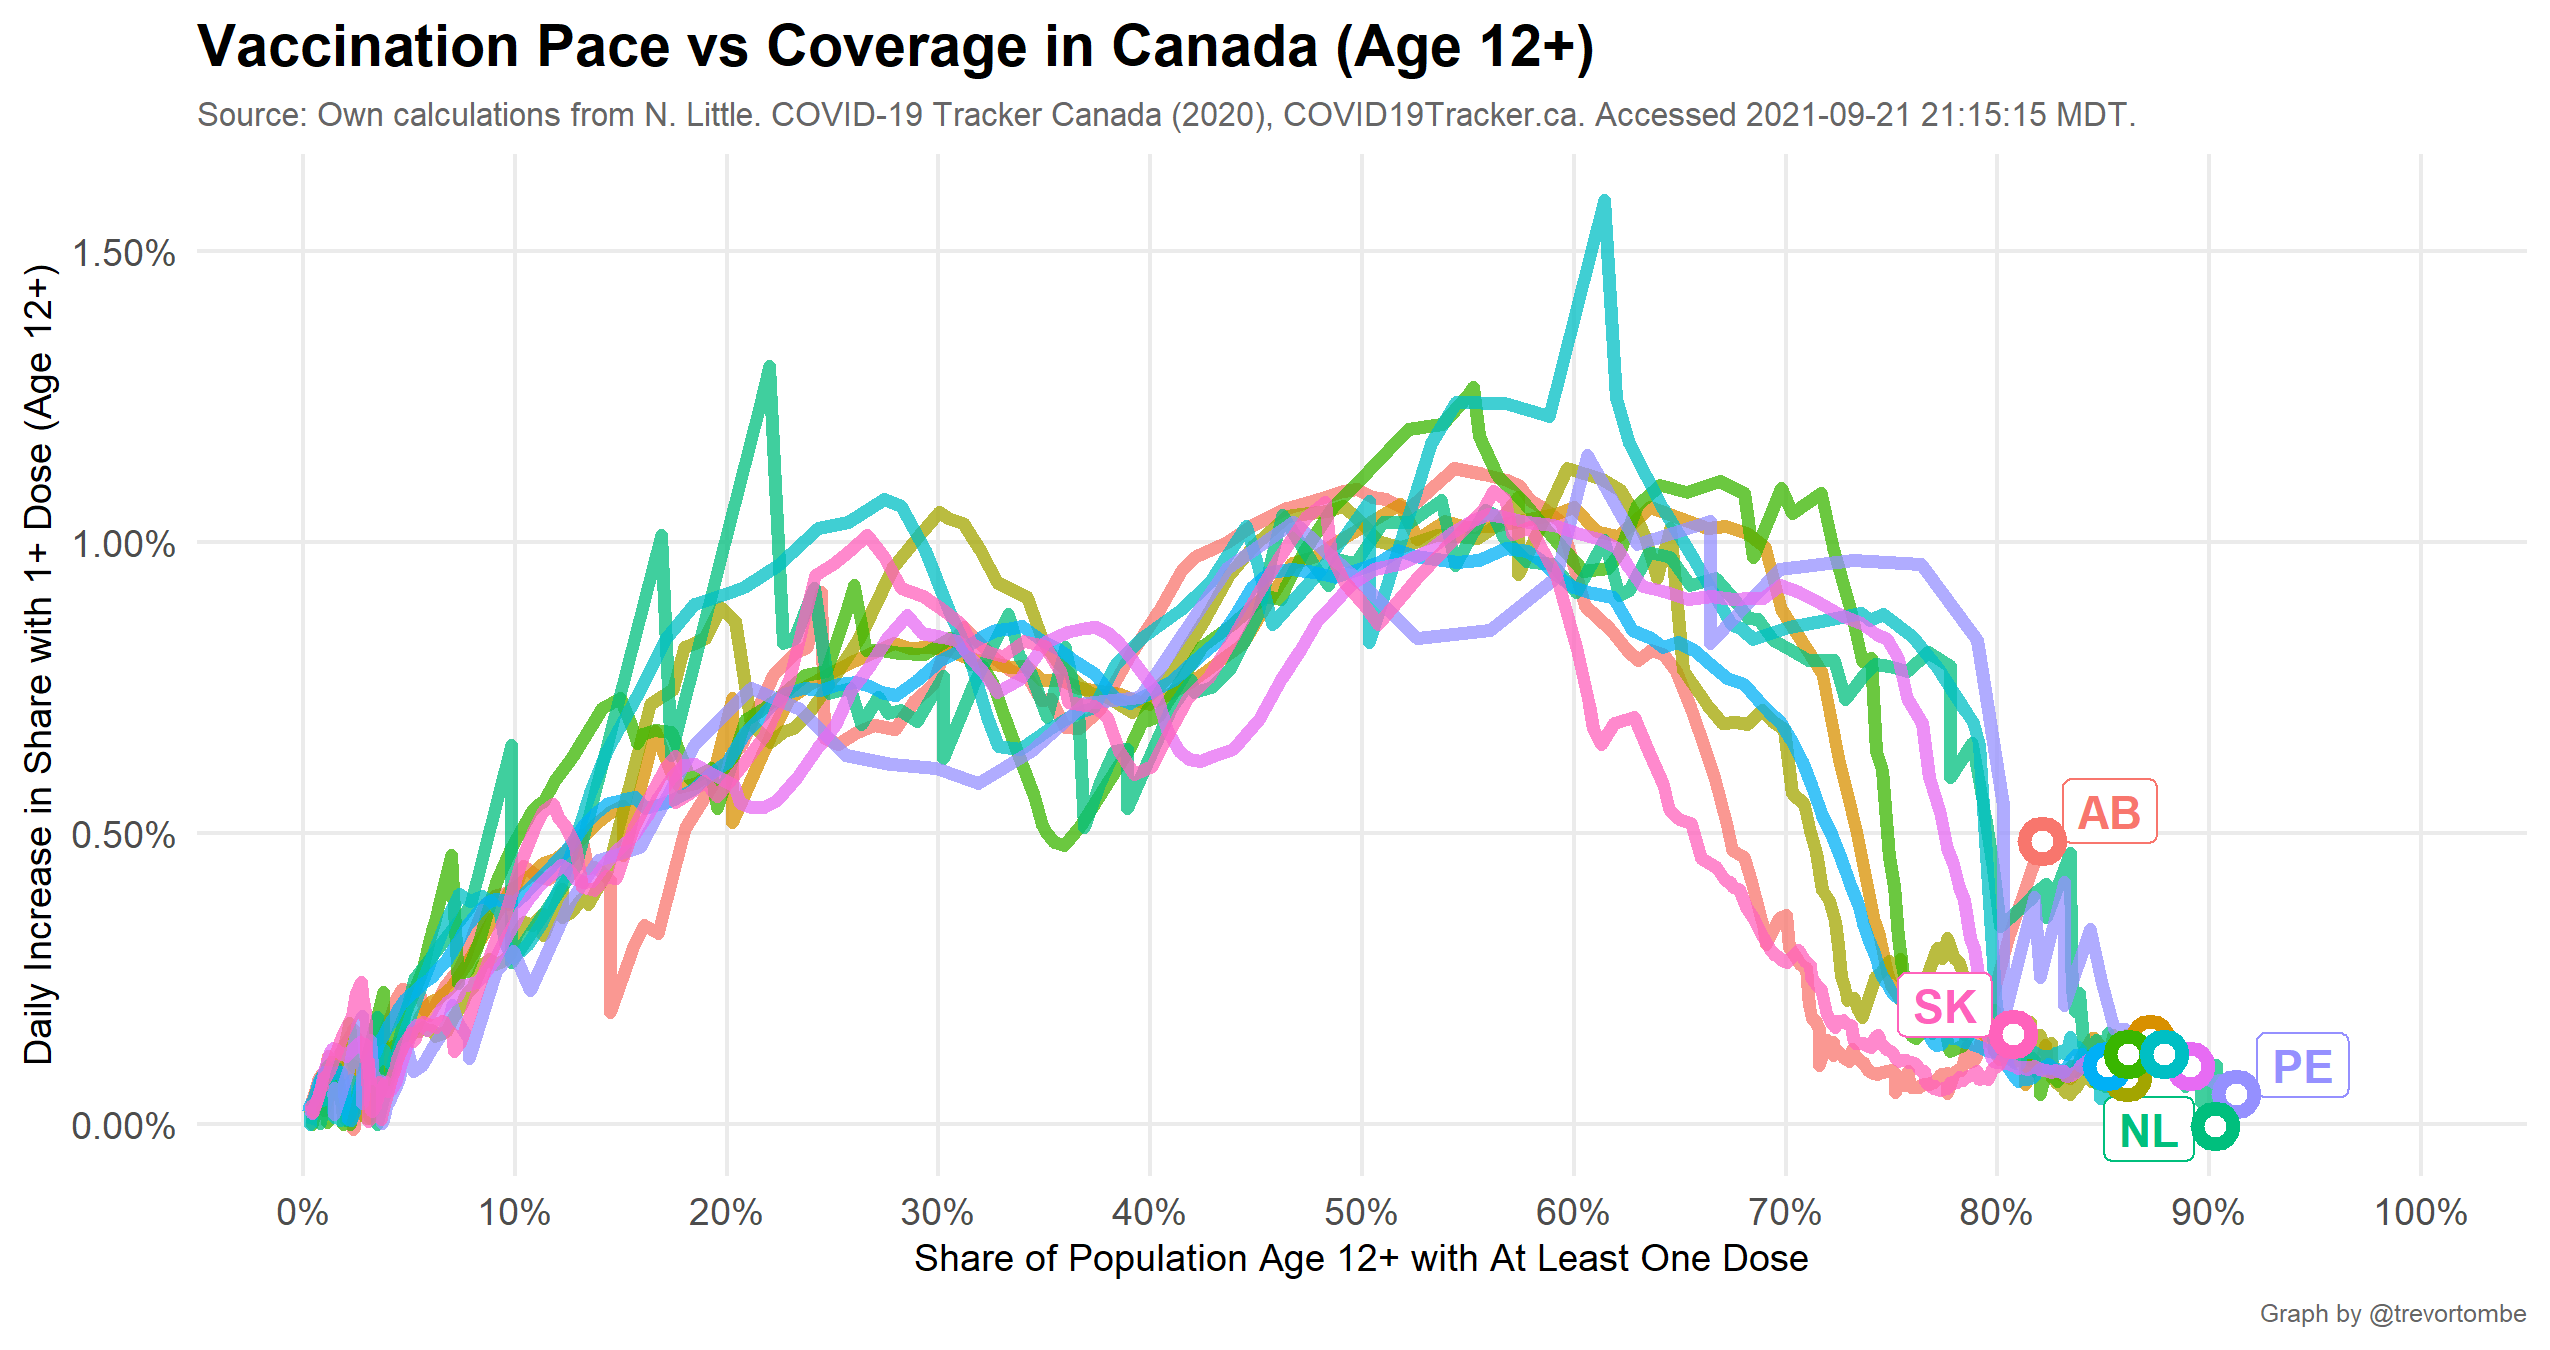 Vaccination Pace vs Coverage in Canada (Age 12+)
Source: Own calculations from N. Little. COVID-19 Tracker Canada (2020), COVID19Tracker.ca. Accessed 2021-09-21 21:15:15 MDT.
Daily Increase in Share with 1+ Dose (Age 12+)
1.50%
1.00%
0.50%
0.00%
AB
SK
PE
NL
0% 10% 20% 30% 40% 50% 60% 70% 80% 90% 100%
Share of Population Age 12+ with At Least One Dose
Graph by @trevortombe